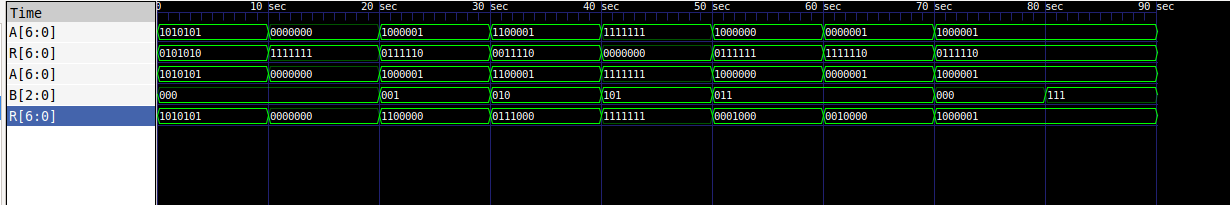 Time 0 10 sec 20 sec 30 sec 40 sec 50 sec 60 sec 70 sec 80 sec 90 sec
A[6:0] 1010101 0000000 1000001 1100001 1111111 1000000 0000001 1000001
R[6:0] 0101010 1111111 0111110 0011110 0000000 0111111 1111110 0111110
A[6:0] 1010101 0000000 1000001 1100001 1111111 1000000 0000001 1000001
B[2:0] 000 001 010 101 011 000 111
R[6:0] 1010101 0000000 1100000 0111000 1111111 0001000 0010000 1000001